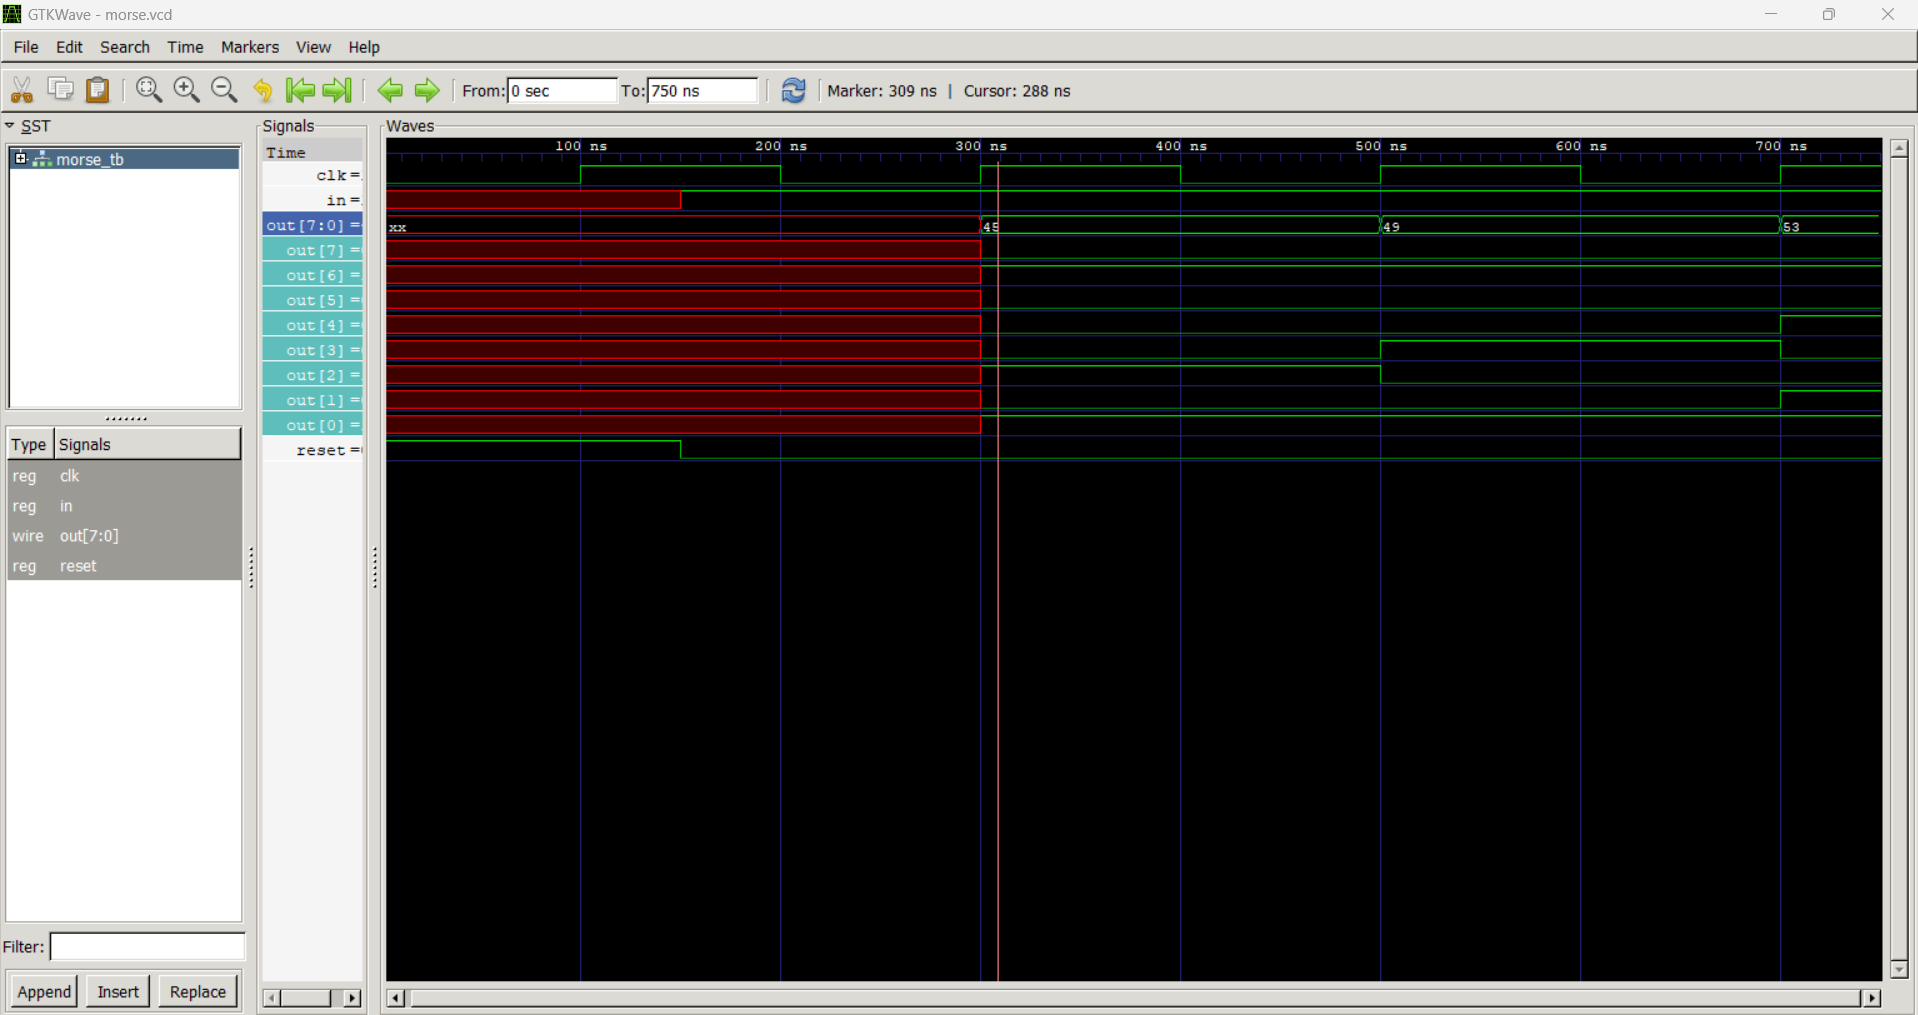 GTKWave - morse.vcd
File Edit Search Time Markers View Help
From: 0 sec To: 750 ns Marker: 309 ns | Cursor: 288 ns
SST
morse_tb
Type Signals
reg clk
reg in
wire out[7:0]
reg reset
Filter:
Append Insert Replace
Signals
Time
clk =
in =
out[7:0] =
out[7] =
out[6] =
out[5] =
out[4] =
out[3] =
out[2] =
out[1] =
out[0] =
reset =
Waves
100 ns 200 ns 300 ns 400 ns 500 ns 600 ns 700 ns
xx 45 49 53